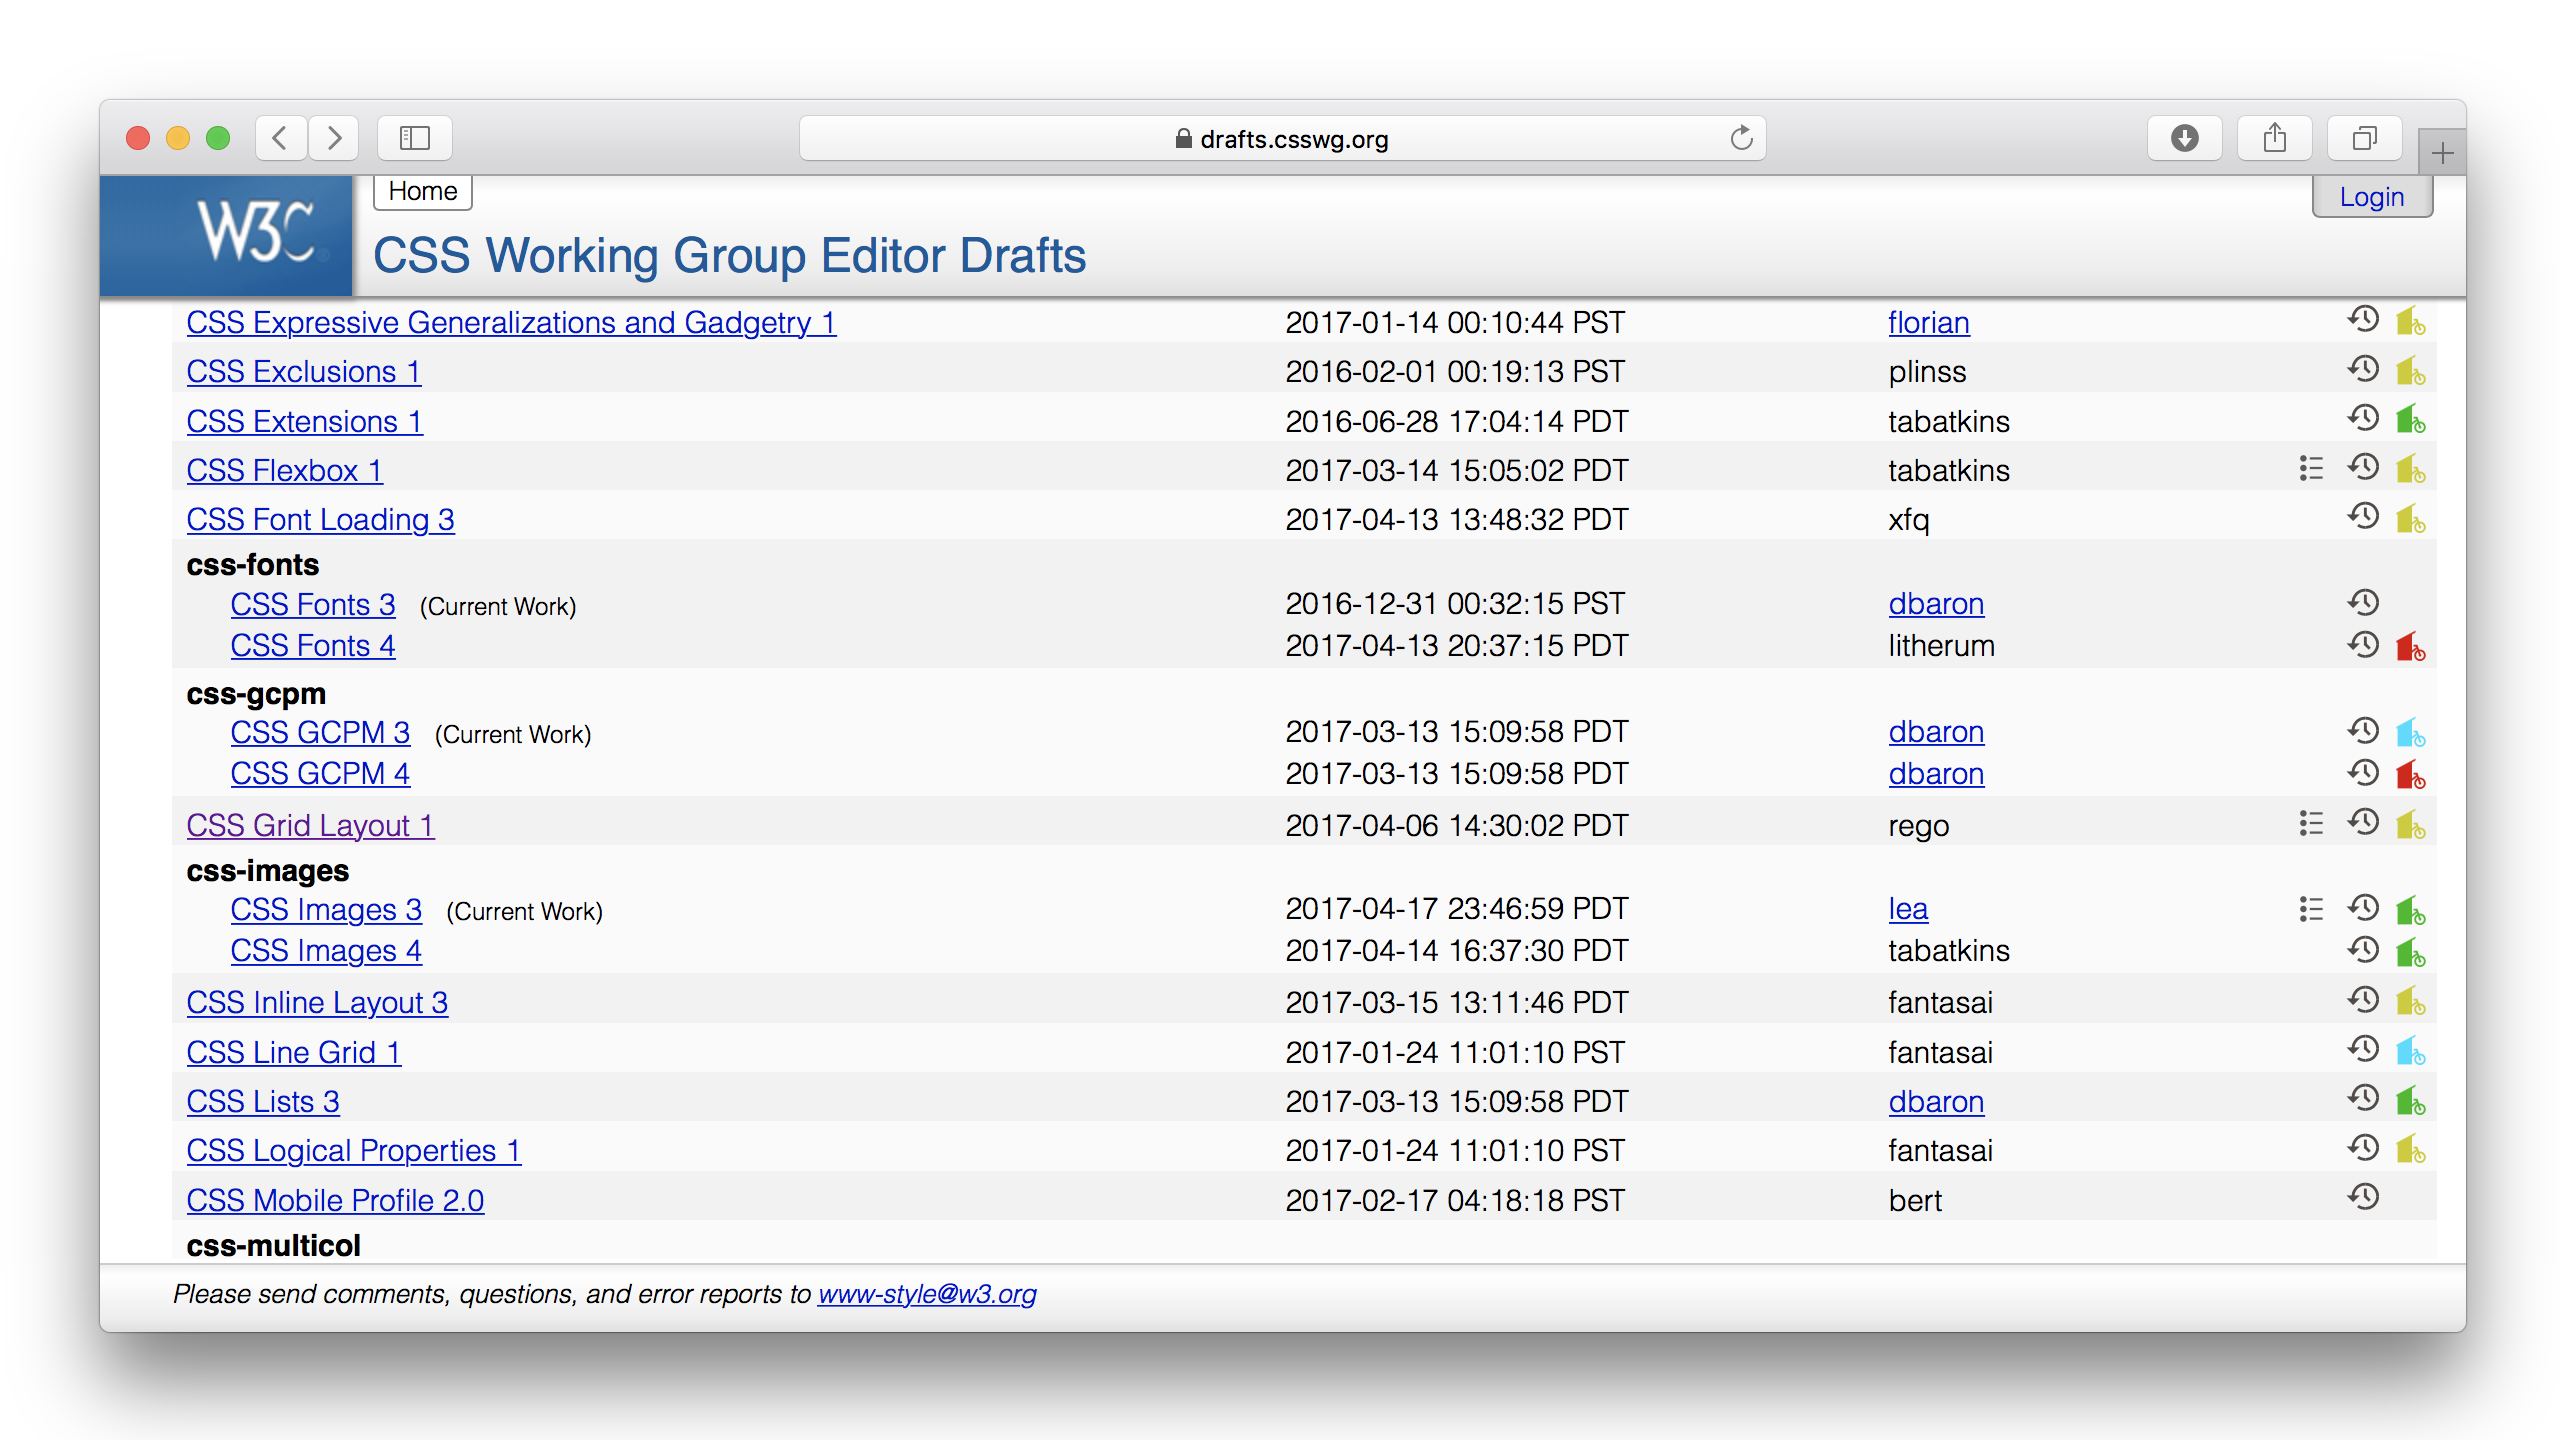 drafts.csswg.org
W3C
Home
Login
CSS Working Group Editor Drafts
CSS Expressive Generalizations and Gadgetry 1 2017-01-14 00:10:44 PST florian
CSS Exclusions 1 2016-02-01 00:19:13 PST plinss
CSS Extensions 1 2016-06-28 17:04:14 PDT tabatkins
CSS Flexbox 1 2017-03-14 15:05:02 PDT tabatkins
CSS Font Loading 3 2017-04-13 13:48:32 PDT xfq
css-fonts
CSS Fonts 3 (Current Work) 2016-12-31 00:32:15 PST dbaron
CSS Fonts 4 2017-04-13 20:37:15 PDT litherum
css-gcpm
CSS GCPM 3 (Current Work) 2017-03-13 15:09:58 PDT dbaron
CSS GCPM 4 2017-03-13 15:09:58 PDT dbaron
CSS Grid Layout 1 2017-04-06 14:30:02 PDT rego
css-images
CSS Images 3 (Current Work) 2017-04-17 23:46:59 PDT lea
CSS Images 4 2017-04-14 16:37:30 PDT tabatkins
CSS Inline Layout 3 2017-03-15 13:11:46 PDT fantasai
CSS Line Grid 1 2017-01-24 11:01:10 PST fantasai
CSS Lists 3 2017-03-13 15:09:58 PDT dbaron
CSS Logical Properties 1 2017-01-24 11:01:10 PST fantasai
CSS Mobile Profile 2.0 2017-02-17 04:18:18 PST bert
css-multicol
Please send comments, questions, and error reports to www-style@w3.org